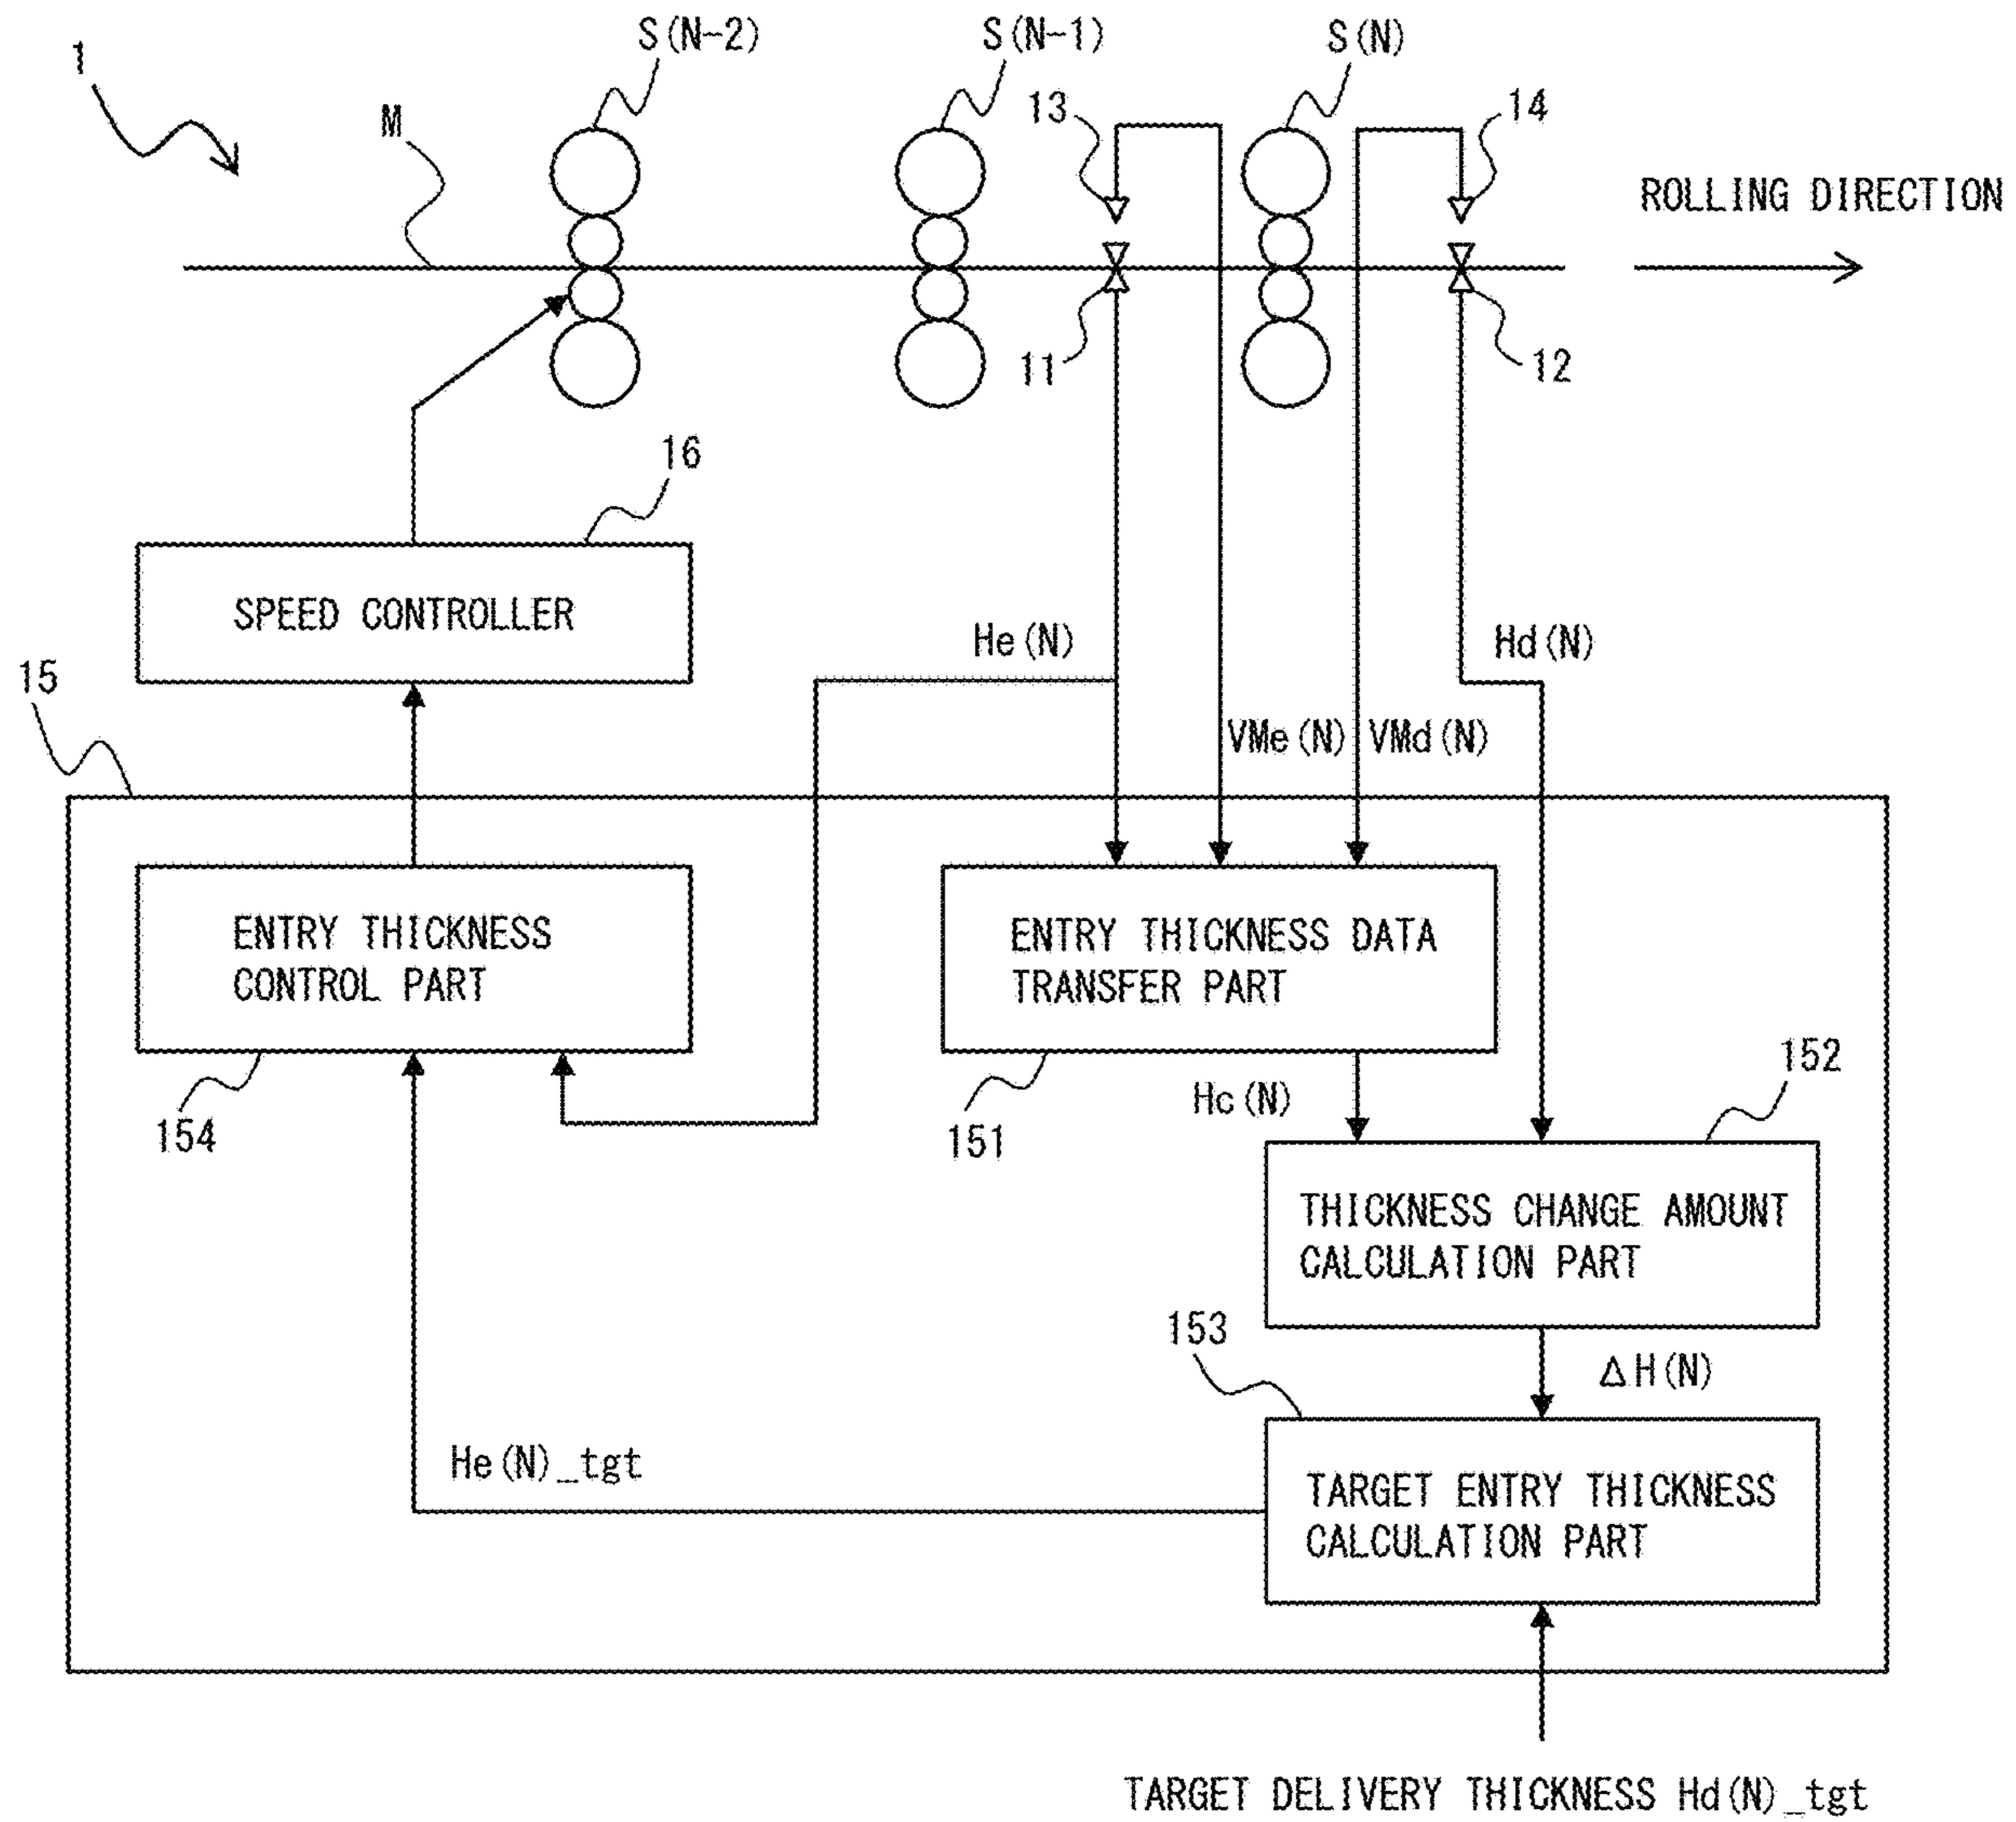 S(N-2)
S(N-1)
S(N)
1
M
13
14
ROLLING DIRECTION
11
12
16
SPEED CONTROLLER
He(N)
Hd(N)
15
VMe(N)
VMd(N)
ENTRY THICKNESS
CONTROL PART
ENTRY THICKNESS DATA
TRANSFER PART
154
151
Hc(N)
152
THICKNESS CHANGE AMOUNT
CALCULATION PART
153
ΔH(N)
He(N)_tgt
TARGET ENTRY THICKNESS
CALCULATION PART
TARGET DELIVERY THICKNESS Hd(N)_tgt